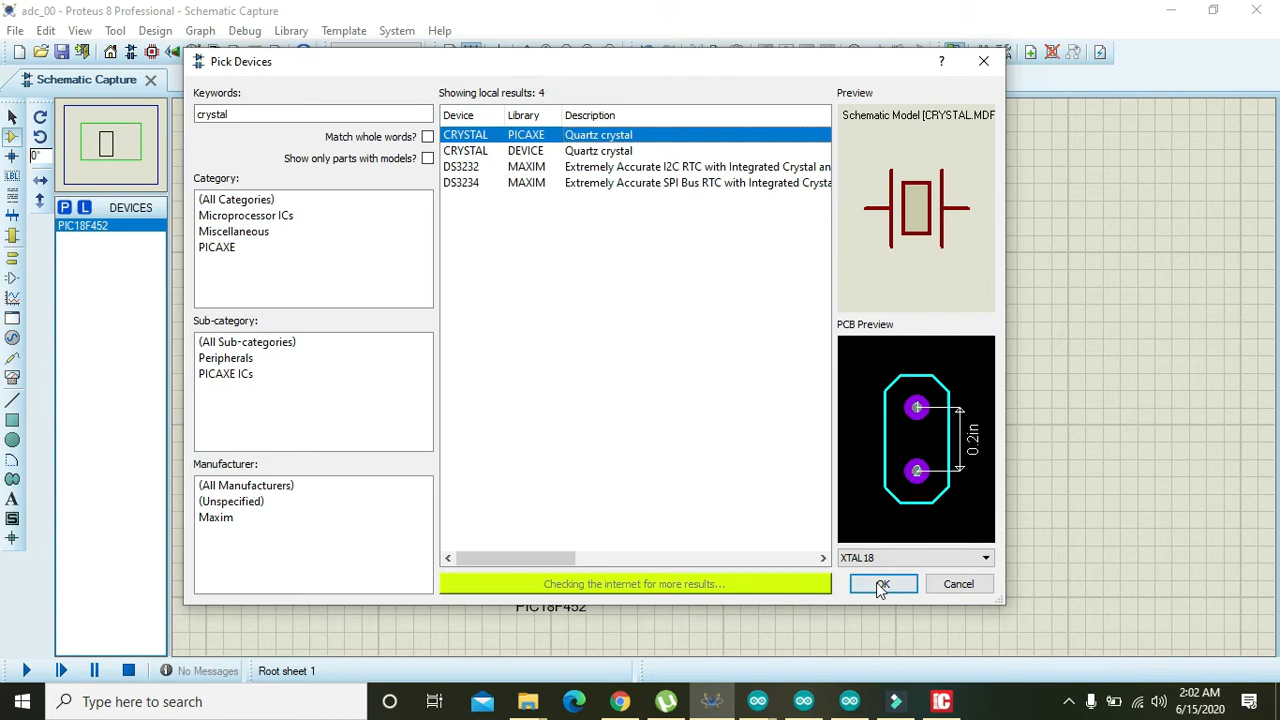 adc_00 - Proteus 8 Professional - Schematic Capture
File Edit View Tool Design Graph Debug Library Template System Help
Schematic Capture
Pick Devices
?
Keywords:
crystal
Match whole words?
Show only parts with models?
Category:
(All Categories)
Microprocessor ICs
Miscellaneous
PICAXE
Sub-category:
(All Sub-categories)
Peripherals
PICAXE ICs
Manufacturer:
(All Manufacturers)
(Unspecified)
Maxim
Showing local results: 4
Device Library Description
CRYSTAL PICAXE Quartz crystal
CRYSTAL DEVICE Quartz crystal
DS3232 MAXIM Extremely Accurate I2C RTC with Integrated Crystal an
DS3234 MAXIM Extremely Accurate SPI Bus RTC with Integrated Crysta
Checking the internet for more results...
Preview
Schematic Model [CRYSTAL.MDF
PCB Preview
1
2
0.2in
XTAL18
OK Cancel
0°
LBL
A
S
P L DEVICES
PIC18F452
PIC18F452
No Messages Root sheet 1
Type here to search
IC
2:02 AM
6/15/2020